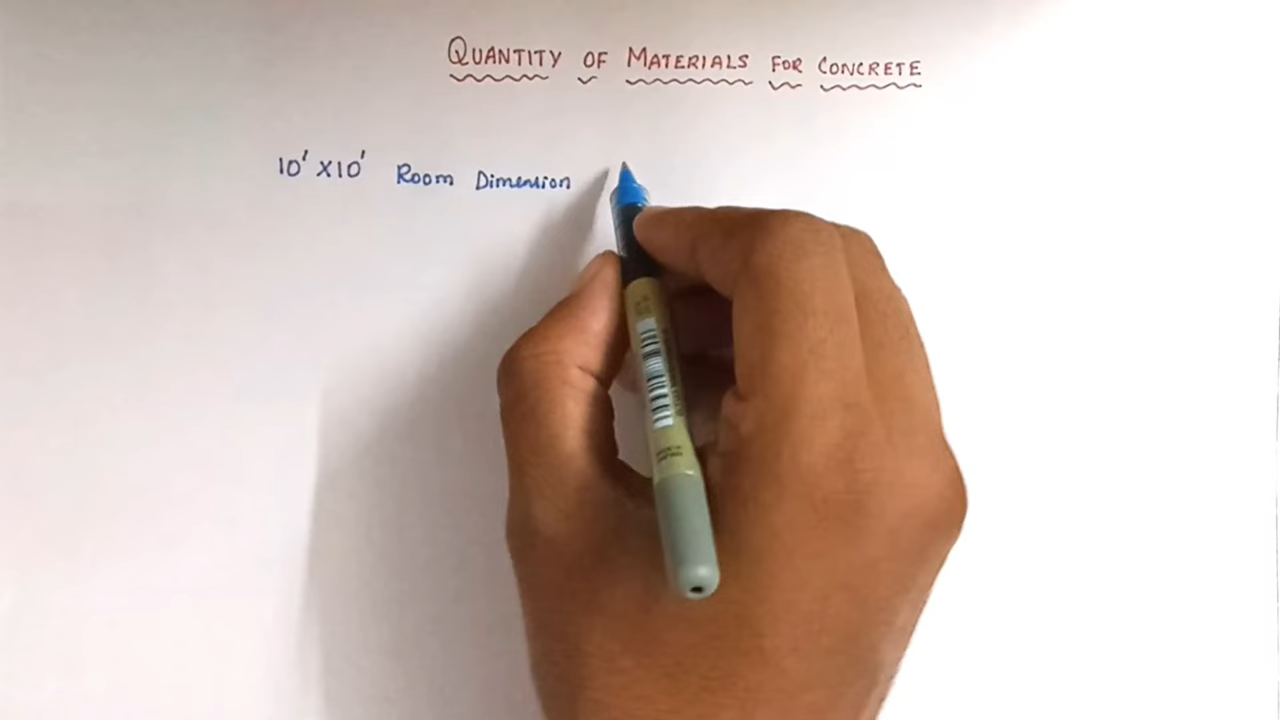 QUANTITY OF MATERIALS FOR CONCRETE
10' X10' Room Dimension